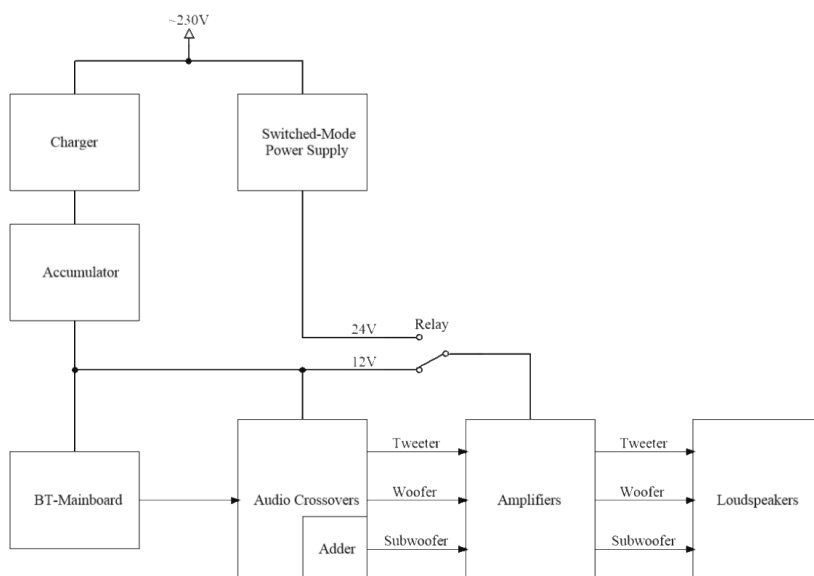 ~230V
Charger
Switched-Mode
Power Supply
Accumulator
24V
Relay
12V
BT-Mainboard
Audio Crossovers
Adder
Tweeter
Woofer
Subwoofer
Amplifiers
Tweeter
Woofer
Subwoofer
Loudspeakers